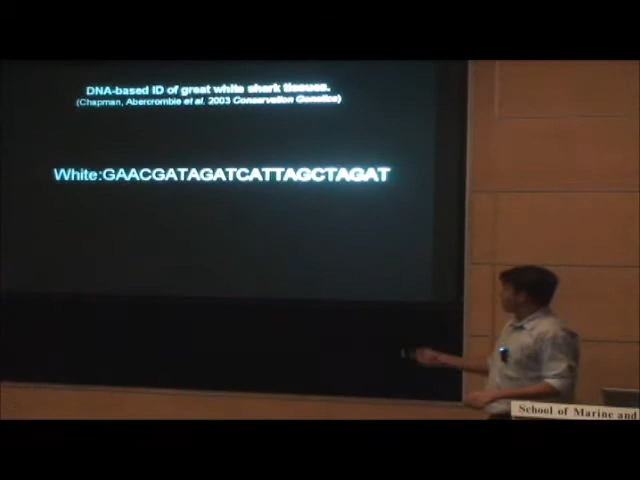 DNA-based ID of great white shark tissues.
(Chapman, Abercrombie et al. 2003 Conservation Genetics)
White:GAACGATAGATCATTAGCTAGAT
School of Marine and